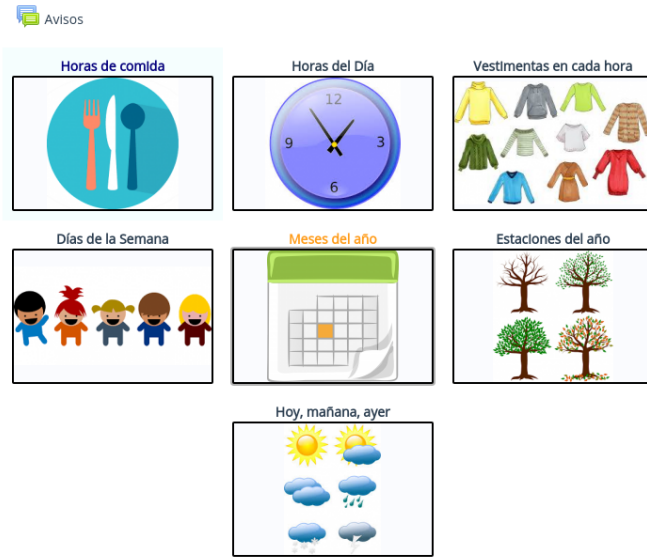 Avisos
Horas de comida
Horas del Día
Vestimentas en cada hora
12
9
3
6
Días de la Semana
Meses del año
Estaciones del año
Hoy, mañana, ayer